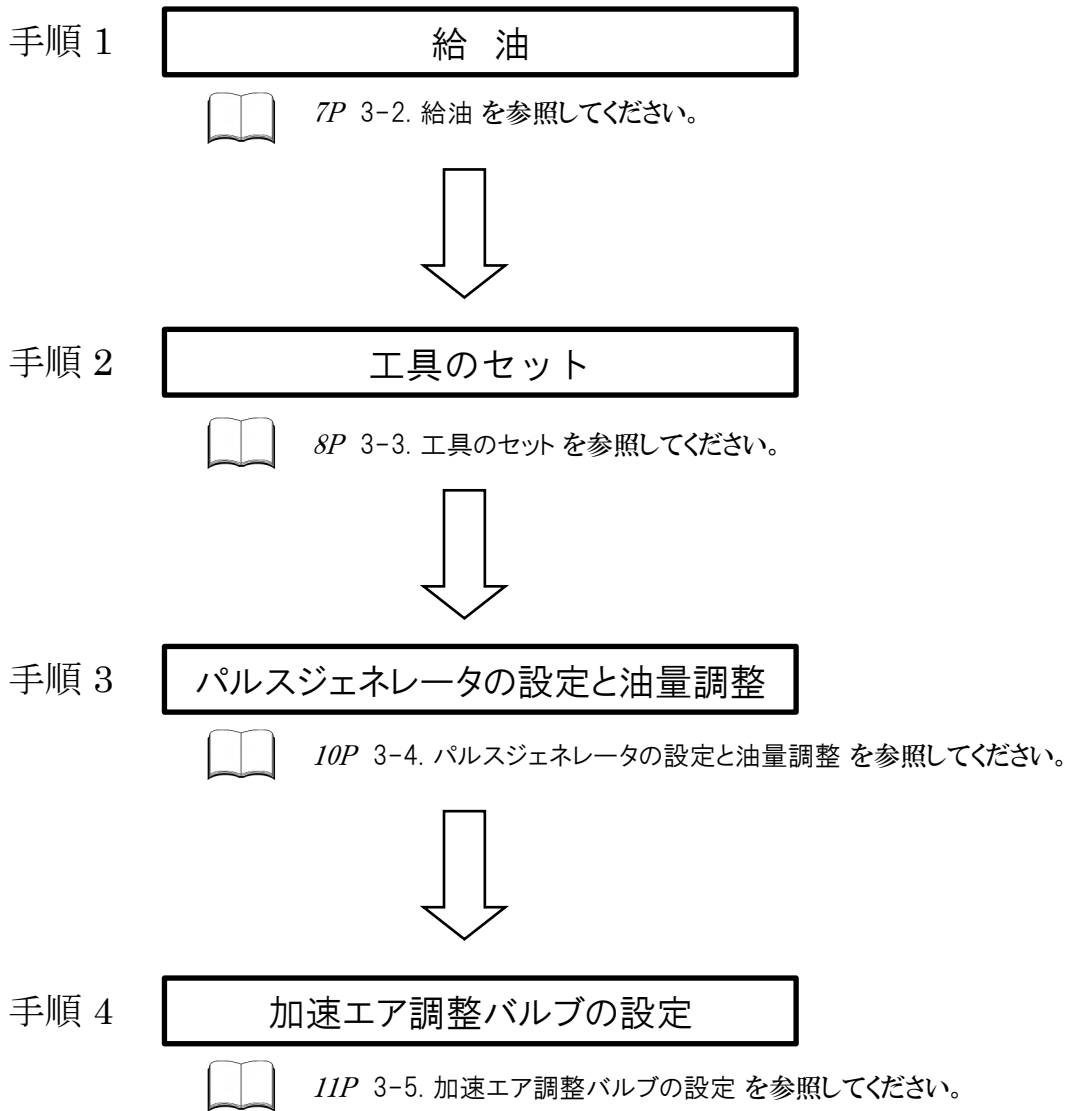 手順 1
給 油
7P 3-2. 給油 を参照してください。
手順 2
工具のセット
8P 3-3. 工具のセット を参照してください。
手順 3
パルスジェネレータの設定と油量調整
10P 3-4. パルスジェネレータの設定と油量調整 を参照してください。
手順 4
加速エア調整バルブの設定
11P 3-5. 加速エア調整バルブの設定 を参照してください。